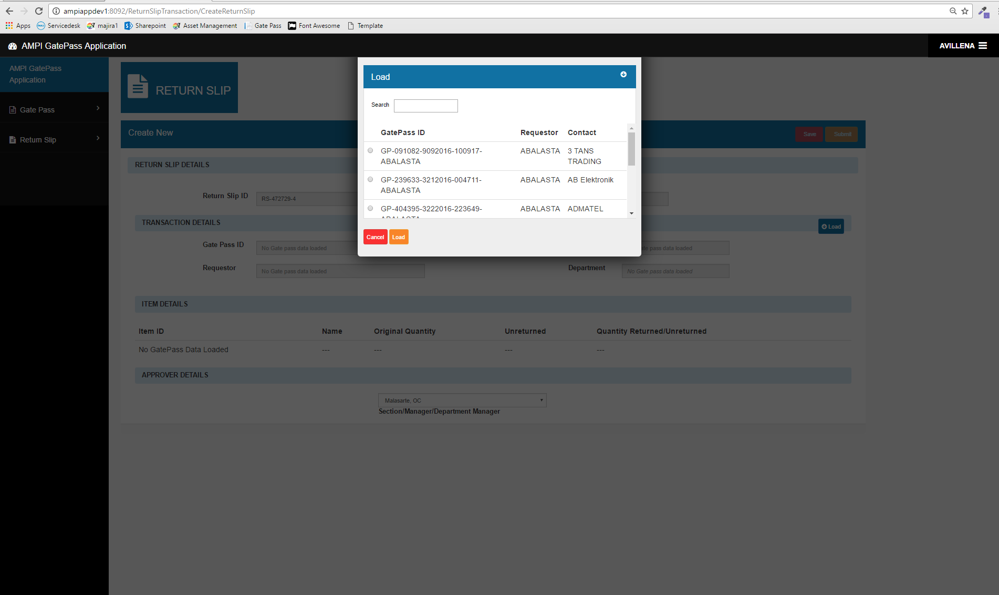 ampiappdev1:8092/ReturnSlipTransaction/CreateReturnSlip
Apps Servicedesk majira1 Sharepoint Asset Management Gate Pass Font Awesome Template
AMPI GatePass Application
AVILLENA
AMPI GatePass
Application
Gate Pass
Return Slip
RETURN SLIP
Create New
Save Submit
RETURN SLIP DETAILS
Return Slip ID RS-472729-4
TRANSACTION DETAILS
Load
Gate Pass ID No Gate pass data loaded
pass data loaded
Requestor No Gate pass data loaded
Department No Gate pass data loaded
ITEM DETAILS
Item ID Name Original Quantity Unreturned Quantity Returned/Unreturned
No GatePass Data Loaded --- --- --- ---
APPROVER DETAILS
Malasarte, OC
Section/Manager/Department Manager
Load
Search
GatePass ID Requestor Contact
GP-091082-9092016-100917- ABALASTA 3 TANS
ABALASTA TRADING
GP-239633-3212016-004711- ABALASTA AB Elektronik
ABALASTA
GP-404395-3222016-223649- ABALASTA ADMATEL
ABALASTA
Cancel Load